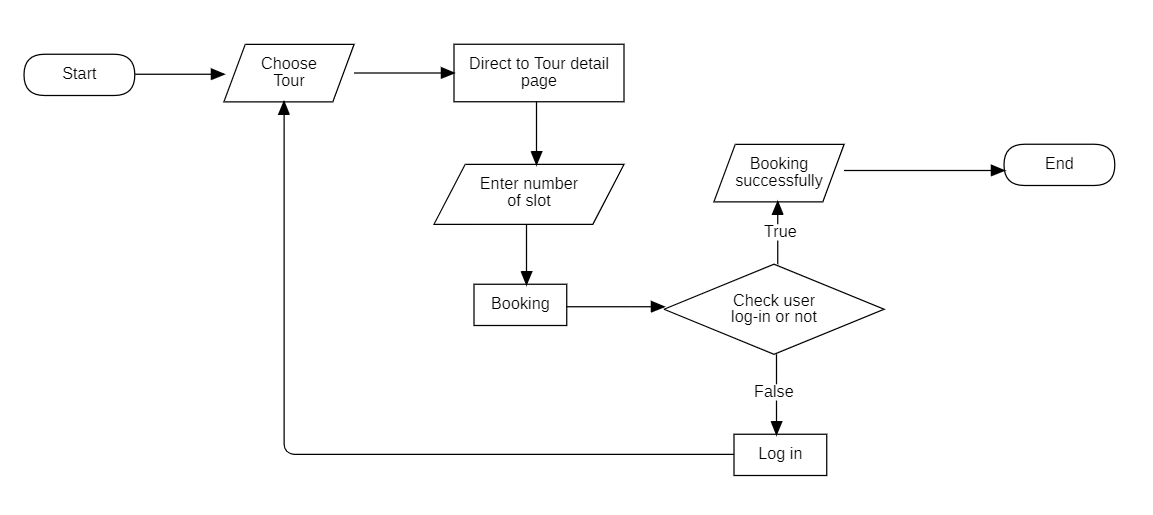 Start
Choose
Tour
Direct to Tour detail
page
Enter number
of slot
Booking
successfully
End
True
Booking
Check user
log-in or not
False
Log in